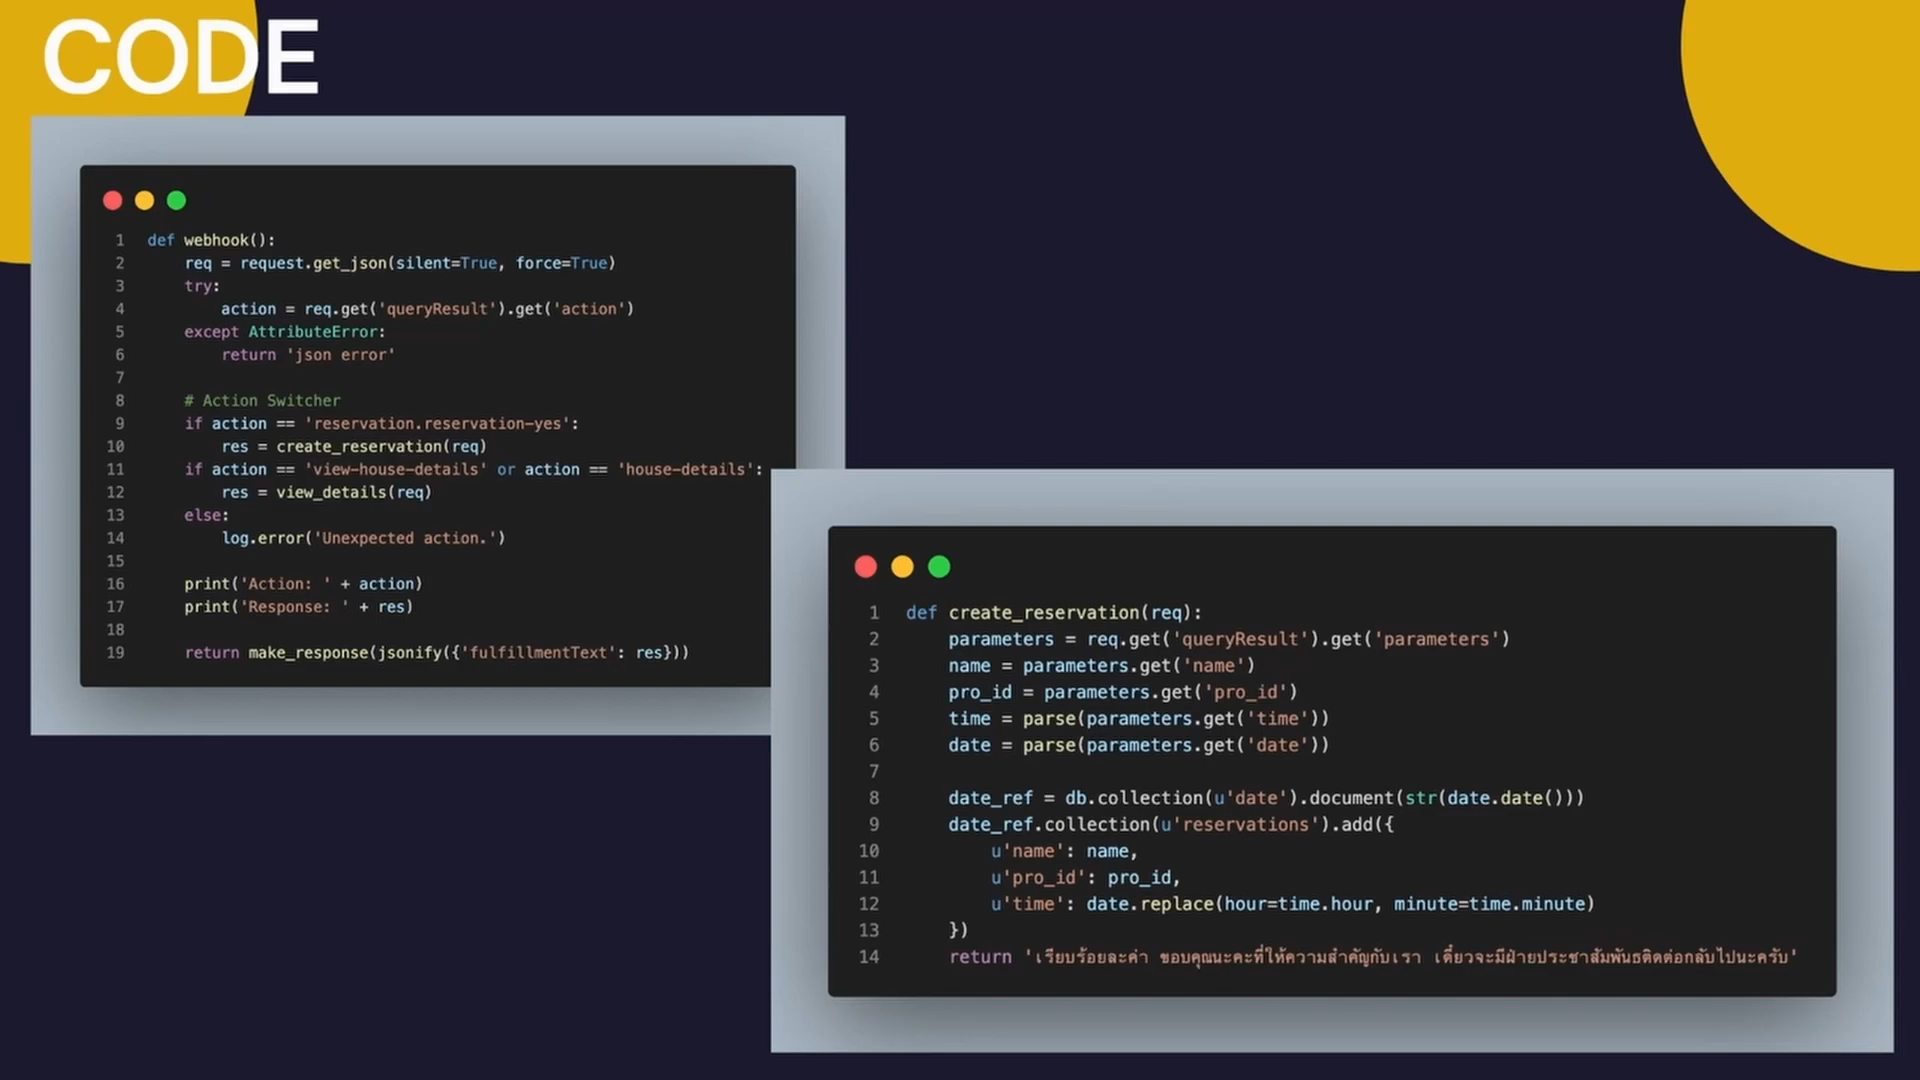 CODE
1 def webhook():
2 req = request.get_json(silent=True, force=True)
3 try:
4 action = req.get('queryResult').get('action')
5 except AttributeError:
6 return 'json error'
7
8 # Action Switcher
9 if action == 'reservation.reservation-yes':
10 res = create_reservation(req)
11 if action == 'view-house-details' or action == 'house-details':
12 res = view_details(req)
13 else:
14 log.error('Unexpected action.')
15
16 print('Action: ' + action)
17 print('Response: ' + res)
18
19 return make_response(jsonify({'fulfillmentText': res}))
1 def create_reservation(req):
2 parameters = req.get('queryResult').get('parameters')
3 name = parameters.get('name')
4 pro_id = parameters.get('pro_id')
5 time = parse(parameters.get('time'))
6 date = parse(parameters.get('date'))
7
8 date_ref = db.collection(u'date').document(str(date.date()))
9 date_ref.collection(u'reservations').add({
10 u'name': name,
11 u'pro_id': pro_id,
12 u'time': date.replace(hour=time.hour, minute=time.minute)
13 })
14 return 'เรียบร้อยละค่า ขอบคุณนะคะที่ให้ความสำคัญกับเรา เดี๋ยวจะมีฝ่ายประชาสัมพันธติดต่อกลับไปนะครับ'